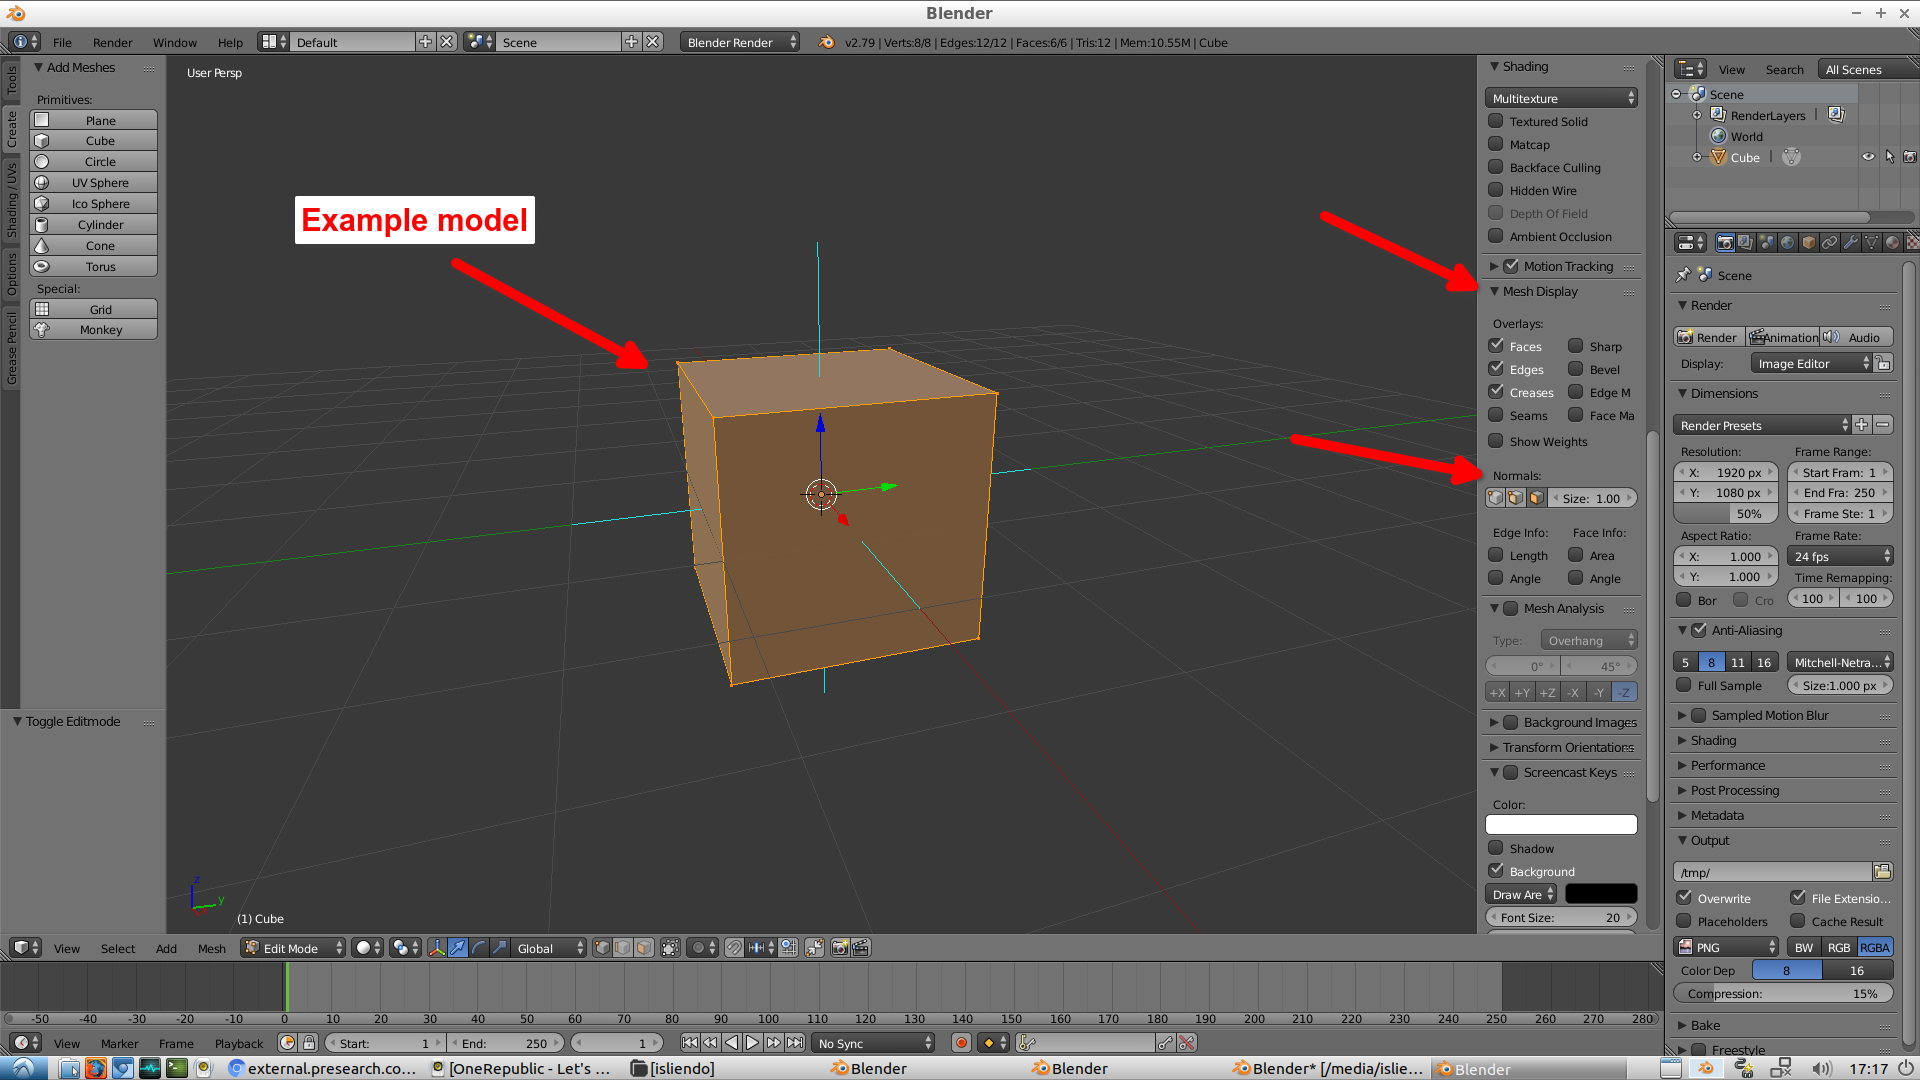 Blender
File Render Window Help Default Scene Blender Render v2.79 | Verts:8/8 | Edges:12/12 | Faces:6/6 | Tris:12 | Mem:10.55M | Cube
Tools
Create
Shading / UVs
Options
Grease Pencil
Add Meshes
Primitives:
Plane
Cube
Circle
UV Sphere
Ico Sphere
Cylinder
Cone
Torus
Special:
Grid
Monkey
Toggle Editmode
User Persp
Example model
z
y
(1) Cube
Shading
Multitexture
Textured Solid
Matcap
Backface Culling
Hidden Wire
Depth Of Field
Ambient Occlusion
Motion Tracking
Mesh Display
Overlays:
Faces Sharp
Edges Bevel
Creases Edge M
Seams Face Ma
Show Weights
Normals:
Size: 1.00
Edge Info: Face Info:
Length Area
Angle Angle
Mesh Analysis
Type: Overhang
0° 45°
+X +Y +Z -X -Y -Z
Background Images
Transform Orientations
Screencast Keys
Color:
Shadow
Background
Draw Are
Font Size: 20
View Search All Scenes
Scene
RenderLayers |
World
Cube |
Scene
Render
Render Animation Audio
Display: Image Editor
Dimensions
Render Presets
Resolution: Frame Range:
X: 1920 px Start Fram: 1
Y: 1080 px End Fra: 250
50% Frame Ste: 1
Aspect Ratio: Frame Rate:
X: 1.000 24 fps
Y: 1.000 Time Remapping:
Bor Cro 100 100
Anti-Aliasing
5 8 11 16 Mitchell-Netra...
Full Sample Size:1.000 px
Sampled Motion Blur
Shading
Performance
Post Processing
Metadata
Output
/tmp/
Overwrite File Extensio...
Placeholders Cache Result
PNG BW RGB RGBA
Color Dep 8 16
Compression: 15%
Bake
Freestyle
View Select Add Mesh Edit Mode Global
-50 -40 -30 -20 -10 0 10 20 30 40 50 60 70 80 90 100 110 120 130 140 150 160 170 180 190 200 210 220 230 240 250 260 270 280
View Marker Frame Playback Start: 1 End: 250 1 No Sync
external.presearch.co... [OneRepublic - Let's ... [isliendo] Blender Blender Blender* [/media/islie... Blender 17:17